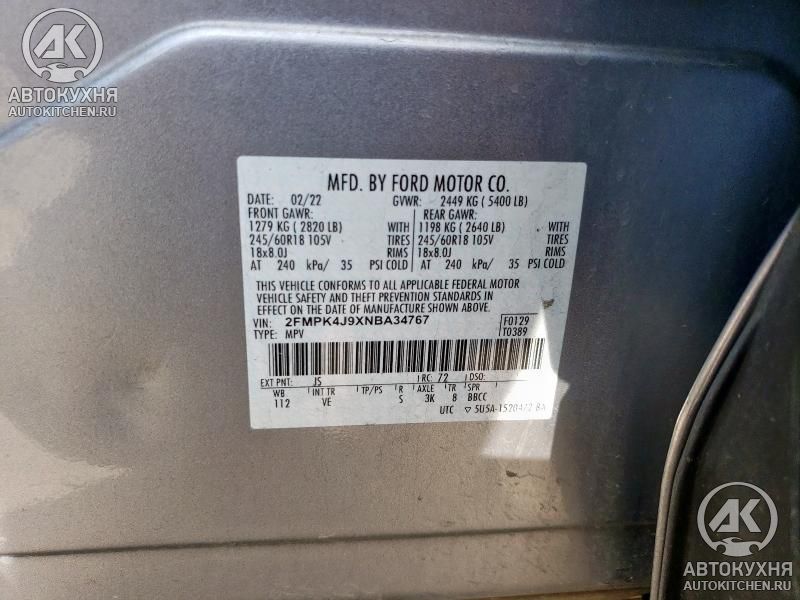 АВТОКУХНЯ
AUTOKITCHEN.RU
MFD. BY FORD MOTOR CO.
DATE: 02/22 GVWR: 2449 KG ( 5400 LB)
FRONT GAWR: REAR GAWR:
1279 KG ( 2820 LB) WITH 1198 KG ( 2640 LB) WITH
245/60R18 105V TIRES 245/60R18 105V TIRES
18x8.0J RIMS 18x8.0J RIMS
AT 240 kPa/ 35 PSI COLD AT 240 kPa/ 35 PSI COLD
THIS VEHICLE CONFORMS TO ALL APPLICABLE FEDERAL MOTOR
VEHICLE SAFETY AND THEFT PREVENTION STANDARDS IN
EFFECT ON THE DATE OF MANUFACTURE SHOWN ABOVE.
VIN: 2FMPK4J9XNBA34767 F0129
TYPE: MPV T0389
EXT PNT: JS RC: 72 DSO:
WB INT TR TP/PS R AXLE TR SPR
112 VE S 3K 8 BBCC
UTC ▽ 5U5A-1520472-BA
АВТОКУХНЯ
AUTOKITCHEN.RU